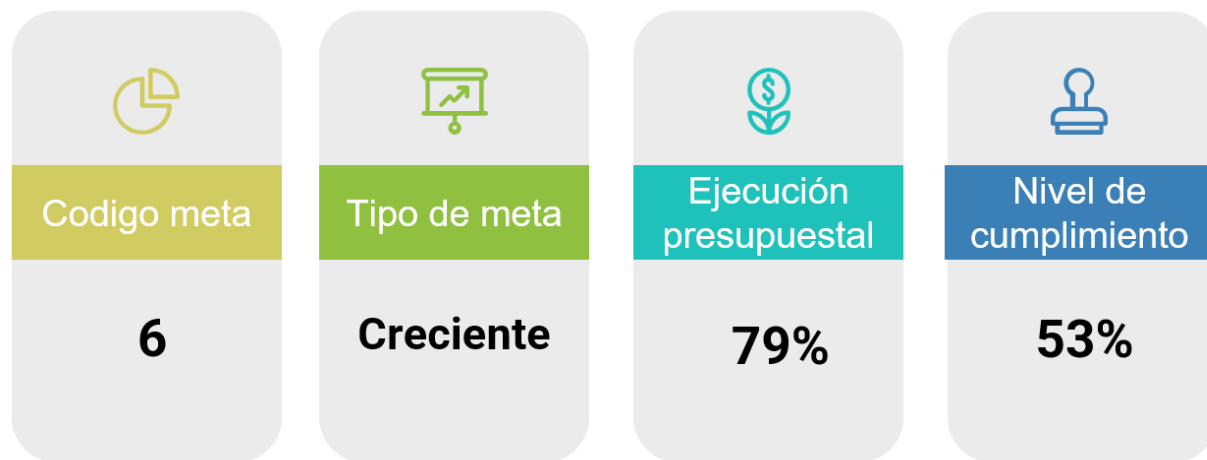 Codigo meta
6
Tipo de meta
Creciente
Ejecución
presupuestal
79%
Nivel de
cumplimiento
53%